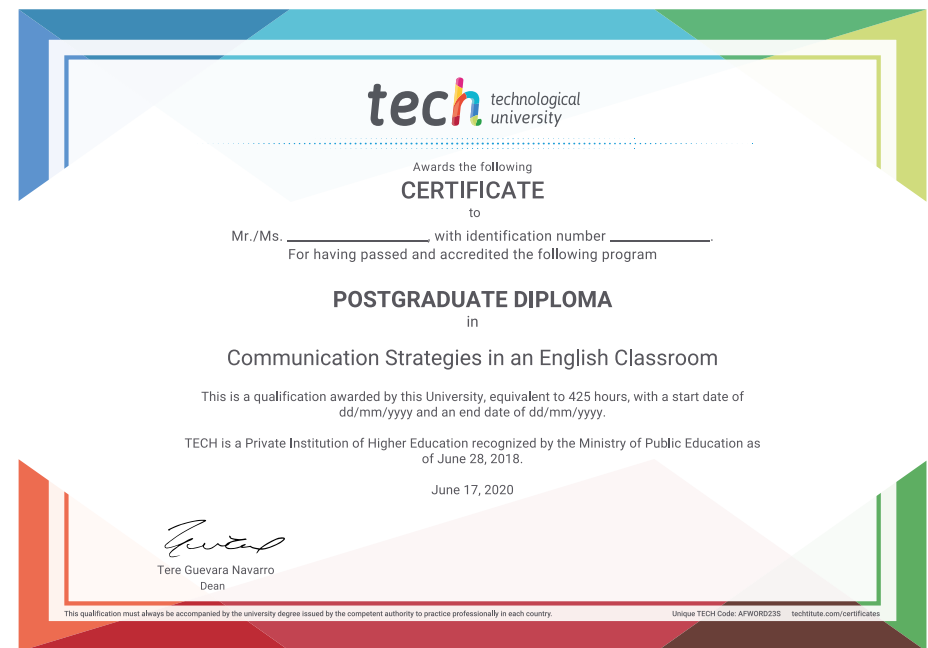 tech technological
university
Awards the following
CERTIFICATE
to
Mr./Ms. ____________________, with identification number ______________.
For having passed and accredited the following program
POSTGRADUATE DIPLOMA
in
Communication Strategies in an English Classroom
This is a qualification awarded by this University, equivalent to 425 hours, with a start date of
dd/mm/yyyy and an end date of dd/mm/yyyy.
TECH is a Private Institution of Higher Education recognized by the Ministry of Public Education as
of June 28, 2018.
June 17, 2020
Tere Guevara Navarro
Dean
This qualification must always be accompanied by the university degree issued by the competent authority to practice professionally in each country. Unique TECH Code: AFWORD23S techtitute.com/certificates